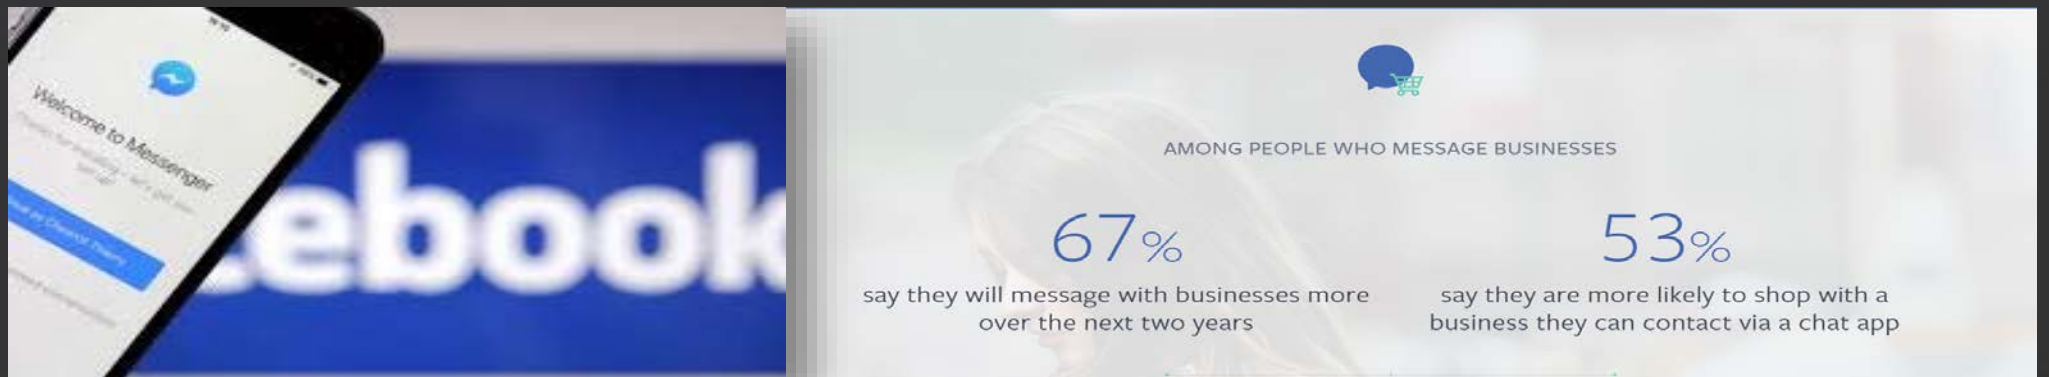 Welcome to Messenger
ebook
AMONG PEOPLE WHO MESSAGE BUSINESSES
67%
say they will message with businesses more
over the next two years
53%
say they are more likely to shop with a
business they can contact via a chat app